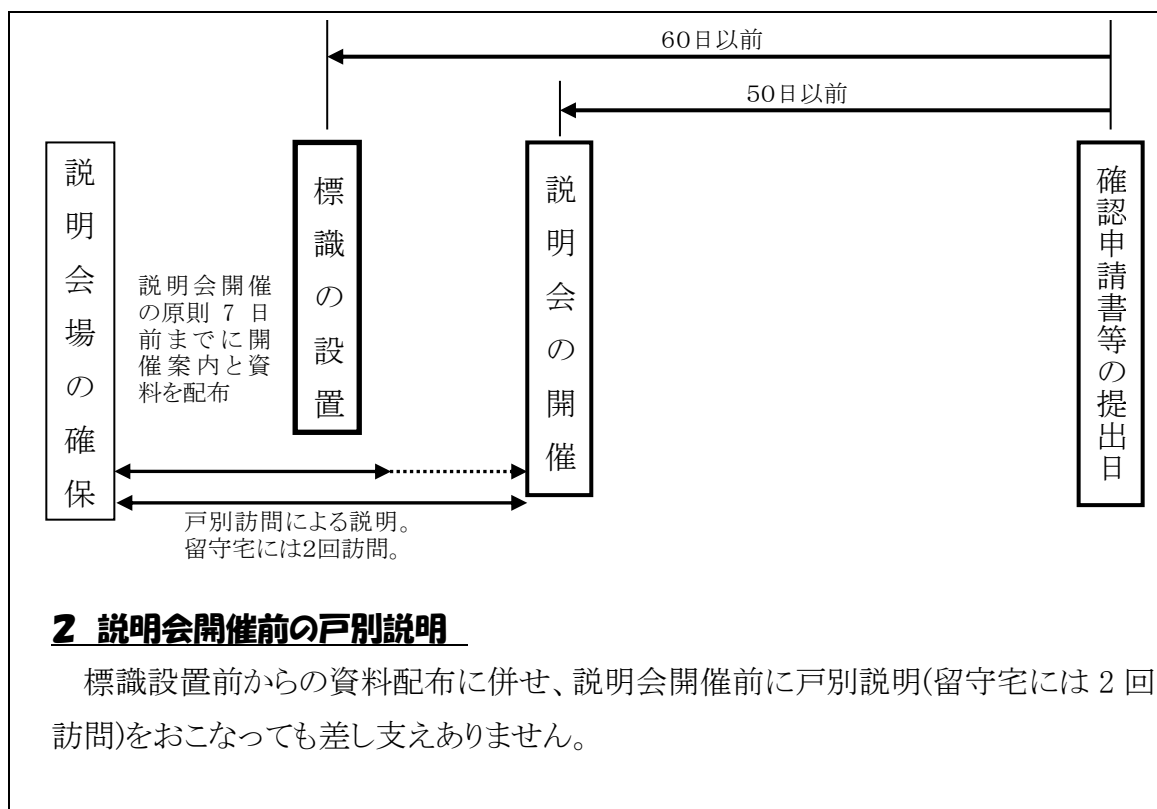 60日以前
50日以前
説明会場の確保
説明会開催
の原則 7 日
前までに開
催案内と資
料を配布
標識の設置
説明会の開催
確認申請書等の提出日
戸別訪問による説明。
留守宅には2回訪問。
2 説明会開催前の戸別説明
標識設置前からの資料配布に併せ、説明会開催前に戸別説明(留守宅には 2 回
訪問)をおこなっても差し支えありません。